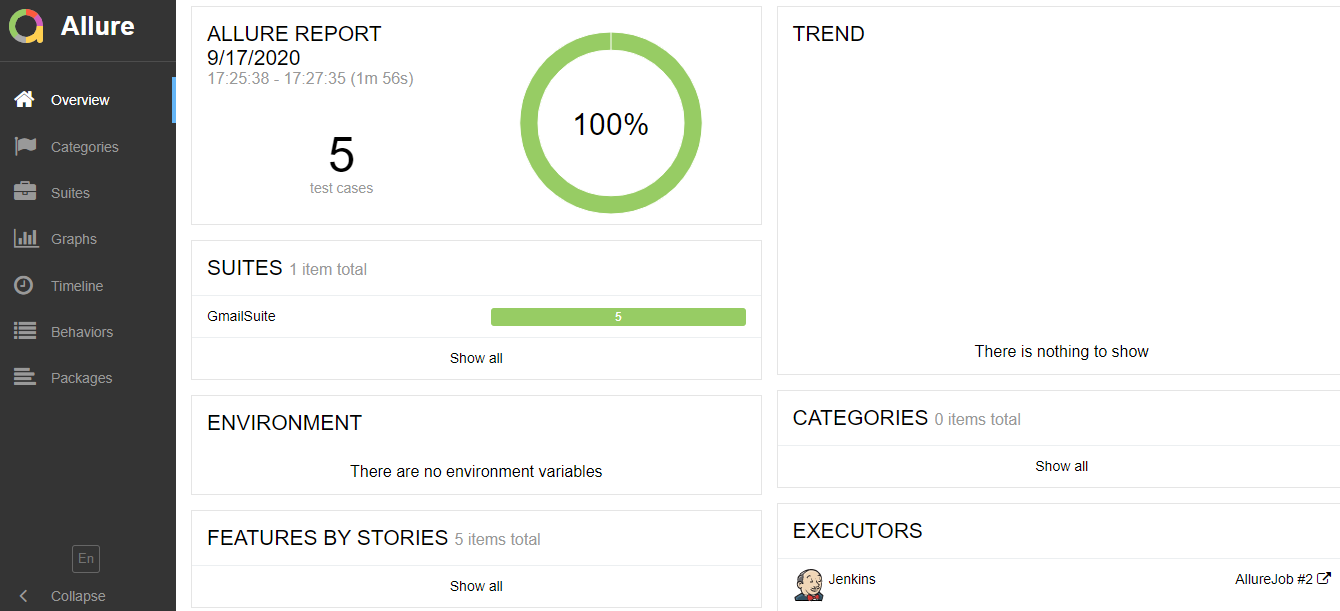 Allure
Overview
Categories
Suites
Graphs
Timeline
Behaviors
Packages
En
Collapse
ALLURE REPORT
9/17/2020
17:25:38 - 17:27:35 (1m 56s)
5
test cases
100%
SUITES 1 item total
GmailSuite 5
Show all
ENVIRONMENT
There are no environment variables
FEATURES BY STORIES 5 items total
Show all
TREND
There is nothing to show
CATEGORIES 0 items total
Show all
EXECUTORS
Jenkins AllureJob #2